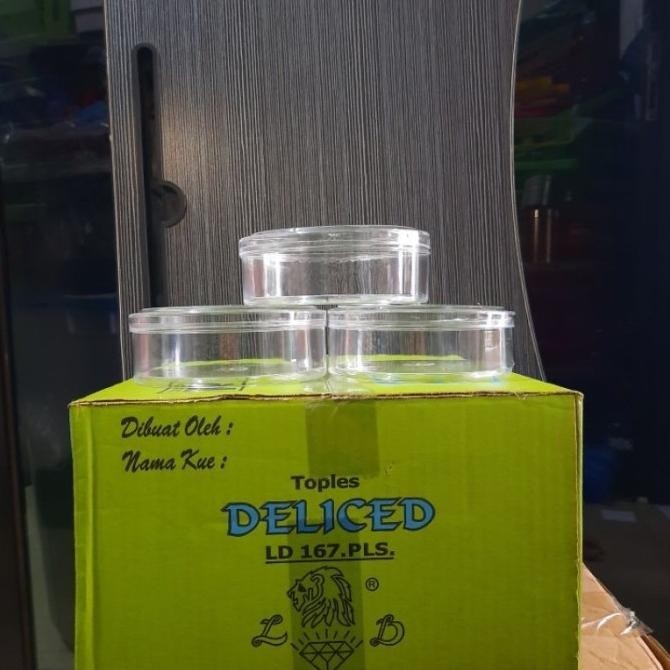 Dibuat Oleh :
Nama Kue :
Toples
DELICED
LD 167.PLS.
®
L D